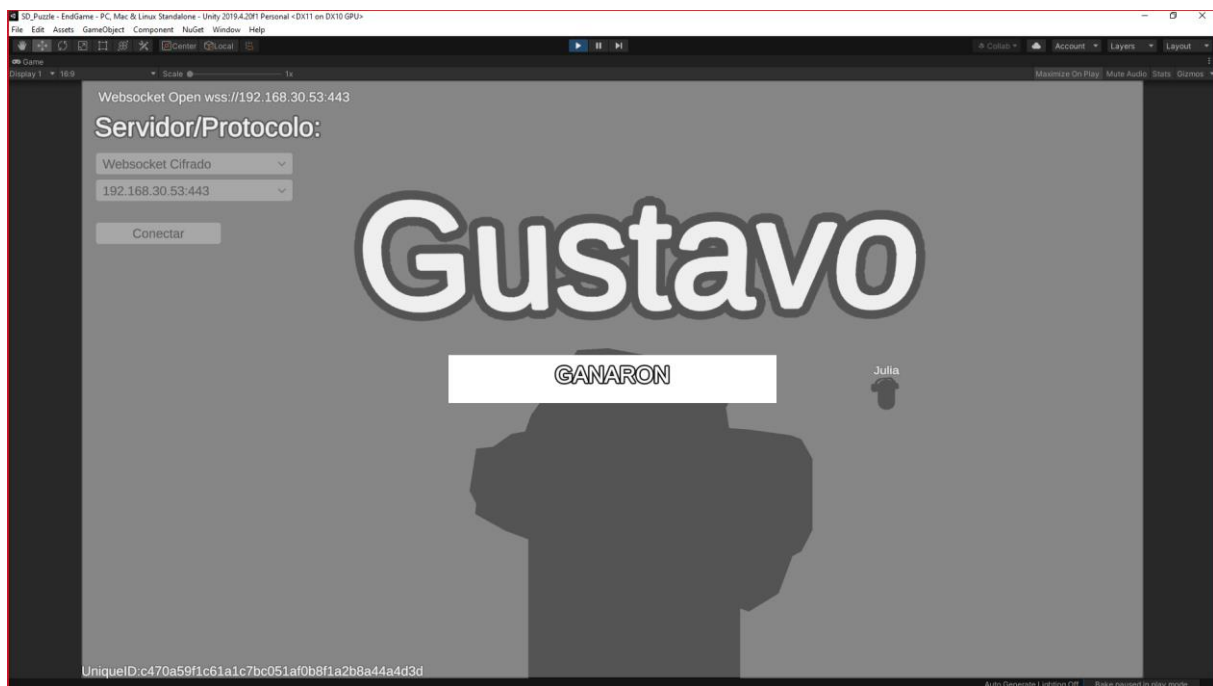 SD_Puzzle - EndGame - PC, Mac & Linux Standalone - Unity 2019.4.20f1 Personal <DX11 on DX10 GPU>
File Edit Assets GameObject Component NuGet Window Help
Center Local Collab Account Layers Layout
Game
Display 1 16:9 Scale 1x Maximize On Play Mute Audio Stats Gizmos
Websocket Open wss://192.168.30.53:443
Servidor/Protocolo:
Websocket Cifrado
192.168.30.53:443
Conectar
Gustavo
GANARON
Julia
UniqueID:c470a59f1c61a1c7bc051af0b8f1a2b8a44a4d3d
Auto Generate Lighting Off Bake paused in play mode